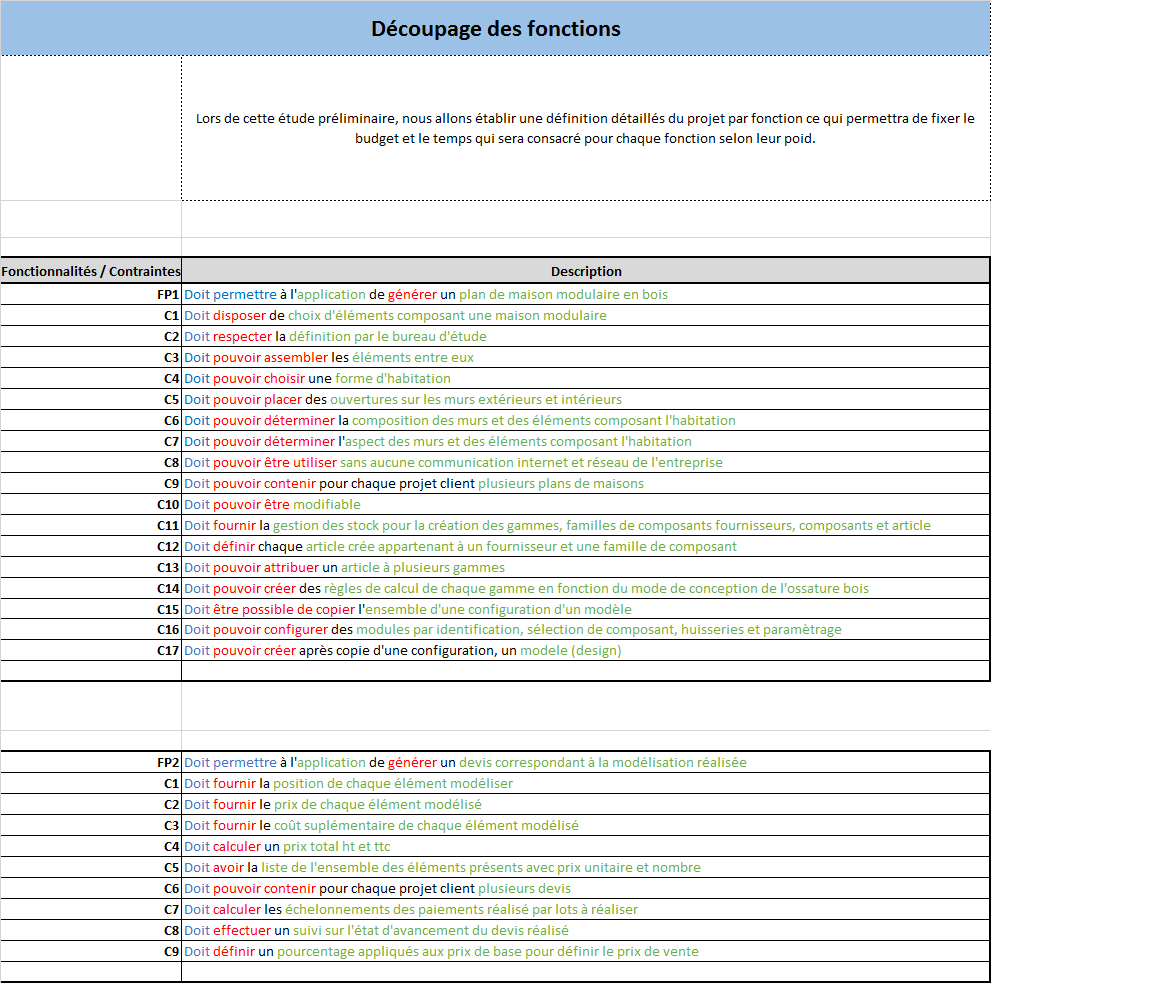 Découpage des fonctions
Lors de cette étude préliminaire, nous allons établir une définition détaillés du projet par fonction ce qui permettra de fixer le
budget et le temps qui sera consacré pour chaque fonction selon leur poid.
Fonctionnalités / Contraintes Description
FP1 Doit permettre à l'application de générer un plan de maison modulaire en bois
C1 Doit disposer de choix d'éléments composant une maison modulaire
C2 Doit respecter la définition par le bureau d'étude
C3 Doit pouvoir assembler les éléments entre eux
C4 Doit pouvoir choisir une forme d'habitation
C5 Doit pouvoir placer des ouvertures sur les murs extérieurs et intérieurs
C6 Doit pouvoir déterminer la composition des murs et des éléments composant l'habitation
C7 Doit pouvoir déterminer l'aspect des murs et des éléments composant l'habitation
C8 Doit pouvoir être utiliser sans aucune communication internet et réseau de l'entreprise
C9 Doit pouvoir contenir pour chaque projet client plusieurs plans de maisons
C10 Doit pouvoir être modifiable
C11 Doit fournir la gestion des stock pour la création des gammes, familles de composants fournisseurs, composants et article
C12 Doit définir chaque article crée appartenant à un fournisseur et une famille de composant
C13 Doit pouvoir attribuer un article à plusieurs gammes
C14 Doit pouvoir créer des règles de calcul de chaque gamme en fonction du mode de conception de l'ossature bois
C15 Doit être possible de copier l'ensemble d'une configuration d'un modèle
C16 Doit pouvoir configurer des modules par identification, sélection de composant, huisseries et paramètrage
C17 Doit pouvoir créer après copie d'une configuration, un modele (design)
FP2 Doit permettre à l'application de générer un devis correspondant à la modélisation réalisée
C1 Doit fournir la position de chaque élément modéliser
C2 Doit fournir le prix de chaque élément modélisé
C3 Doit fournir le coût suplémentaire de chaque élément modélisé
C4 Doit calculer un prix total ht et ttc
C5 Doit avoir la liste de l'ensemble des éléments présents avec prix unitaire et nombre
C6 Doit pouvoir contenir pour chaque projet client plusieurs devis
C7 Doit calculer les échelonnements des paiements réalisé par lots à réaliser
C8 Doit effectuer un suivi sur l'état d'avancement du devis réalisé
C9 Doit définir un pourcentage appliqués aux prix de base pour définir le prix de vente